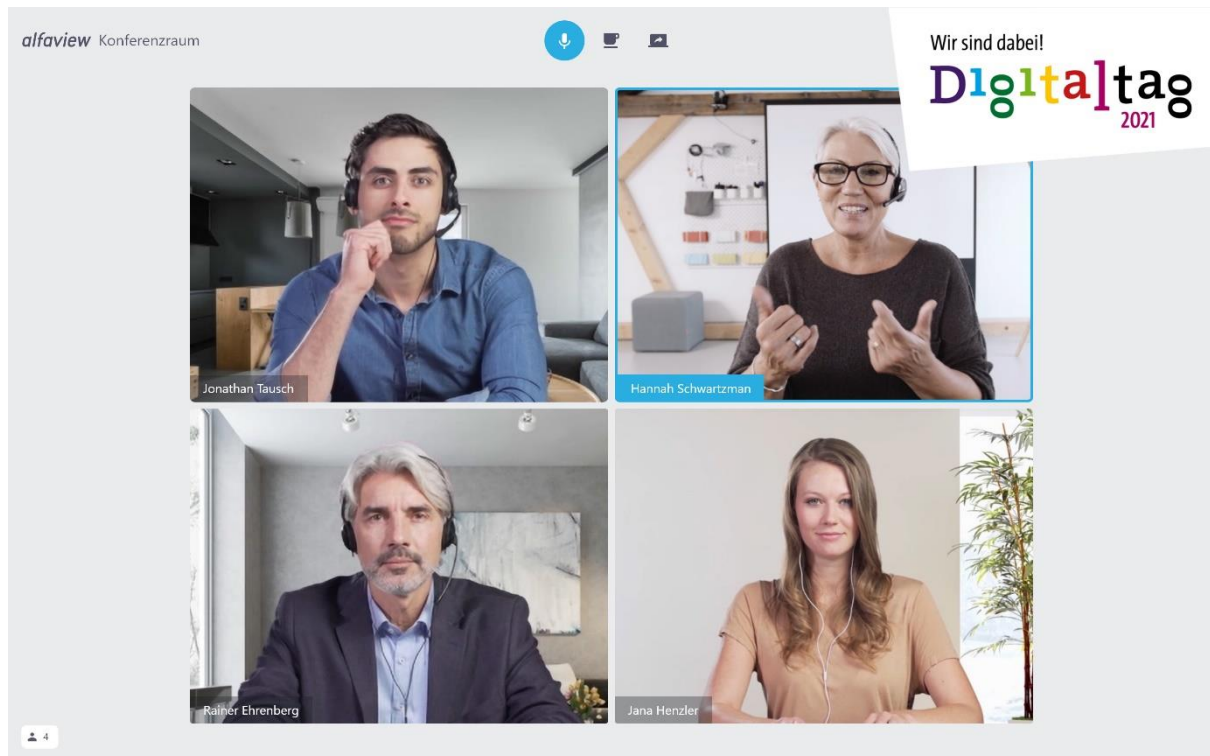 alfaview Konferenzraum
Wir sind dabei!
Digitaltag
2021
Jonathan Tausch
Hannah Schwartzman
Rainer Ehrenberg
Jana Henzler
4